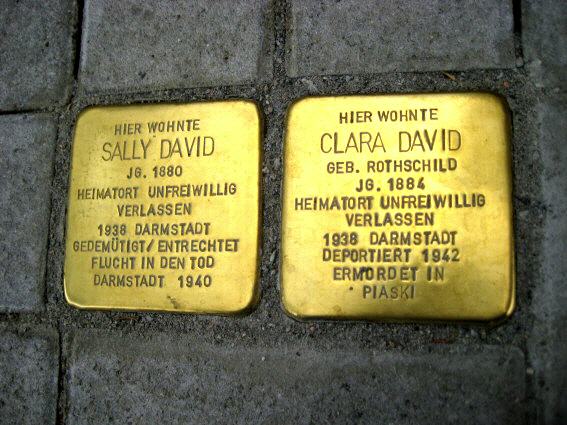 HIER WOHNTE
SALLY DAVID
JG. 1880
HEIMATORT UNFREIWILLIG
VERLASSEN
1938 DARMSTADT
GEDEMÜTIGT/ENTRECHTET
FLUCHT IN DEN TOD
DARMSTADT 1940
HIER WOHNTE
CLARA DAVID
GEB. ROTHSCHILD
JG. 1884
HEIMATORT UNFREIWILLIG
VERLASSEN
1938 DARMSTADT
DEPORTIERT 1942
ERMORDET IN
PIASKI